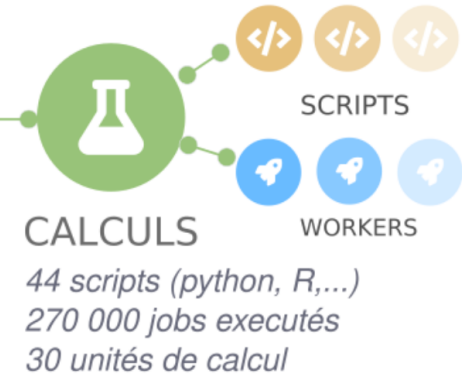 SCRIPTS
WORKERS
CALCULS
44 scripts (python, R,...)
270 000 jobs executés
30 unités de calcul